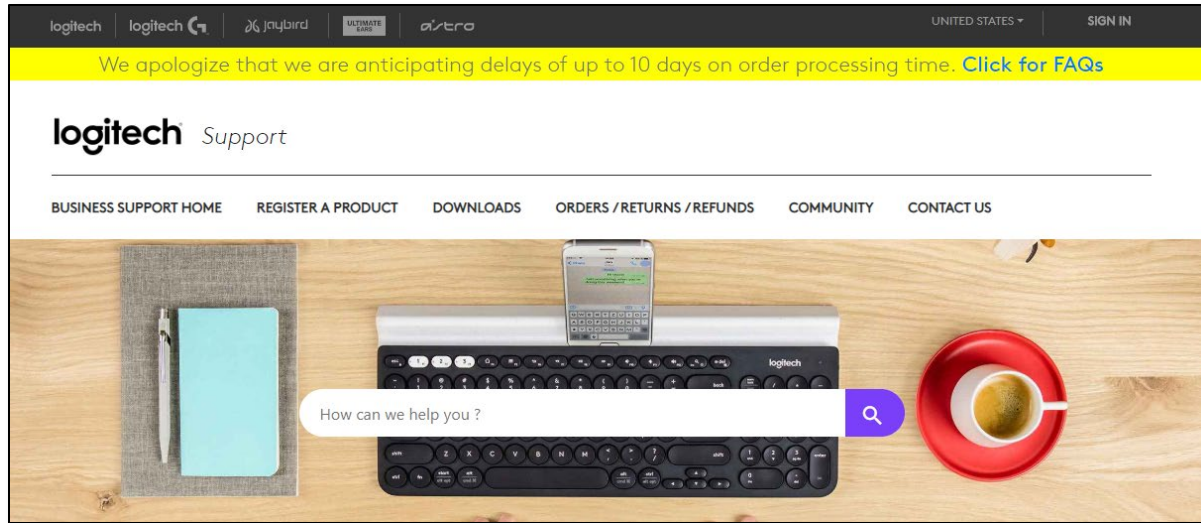 logitech logitech G jaybird ULTIMATE EARS astro UNITED STATES SIGN IN
We apologize that we are anticipating delays of up to 10 days on order processing time. Click for FAQs
logitech Support
BUSINESS SUPPORT HOME REGISTER A PRODUCT DOWNLOADS ORDERS / RETURNS / REFUNDS COMMUNITY CONTACT US
logitech
How can we help you ?
Z X C V B N M